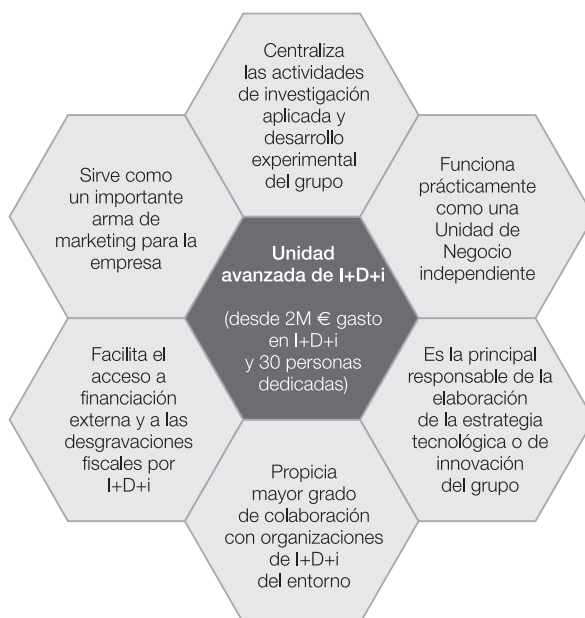 Centraliza
las actividades
de investigación
aplicada y
desarrollo
experimental
del grupo
Funciona
prácticamente
como una
Unidad de
Negocio
independiente
Es la principal
responsable de la
elaboración
de la estrategia
tecnológica o de
innovación
del grupo
Propicia
mayor grado
de colaboración
con organizaciones
de I+D+i
del entorno
Facilita el
acceso a
financiación
externa y a las
desgravaciones
fiscales por
I+D+i
Sirve como
un importante
arma de
marketing para la
empresa
Unidad
avanzada de I+D+i
(desde 2M € gasto
en I+D+i
y 30 personas
dedicadas)